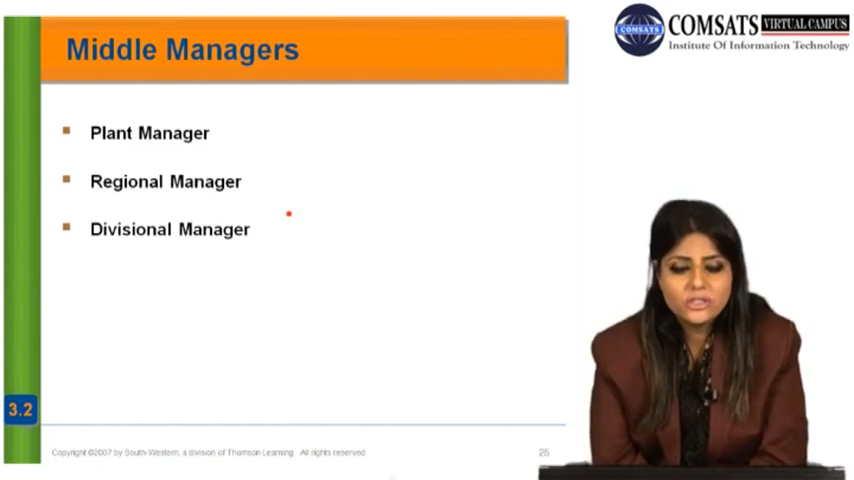 Middle Managers
COMSATS VIRTUAL CAMPUS
Institute Of Information Technology
COMSATS
Plant Manager
Regional Manager
Divisional Manager
3.2
Copyright ©2007 by South-Western, a division of Thomson Learning. All rights reserved
25